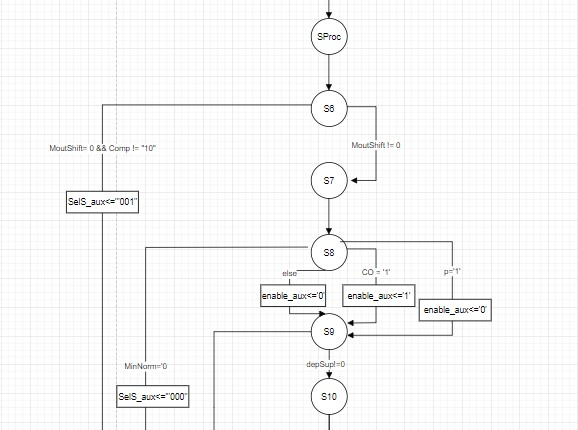 SProc
S6
MoutShift= 0 && Comp != "10"
MoutShift != 0
S7
SelS_aux<="001"
S8
else
CO = '1'
p='1'
enable_aux<='0'
enable_aux<='1'
enable_aux<='0'
S9
MinNorm='0
depSup!=0
SelS_aux<="000"
S10